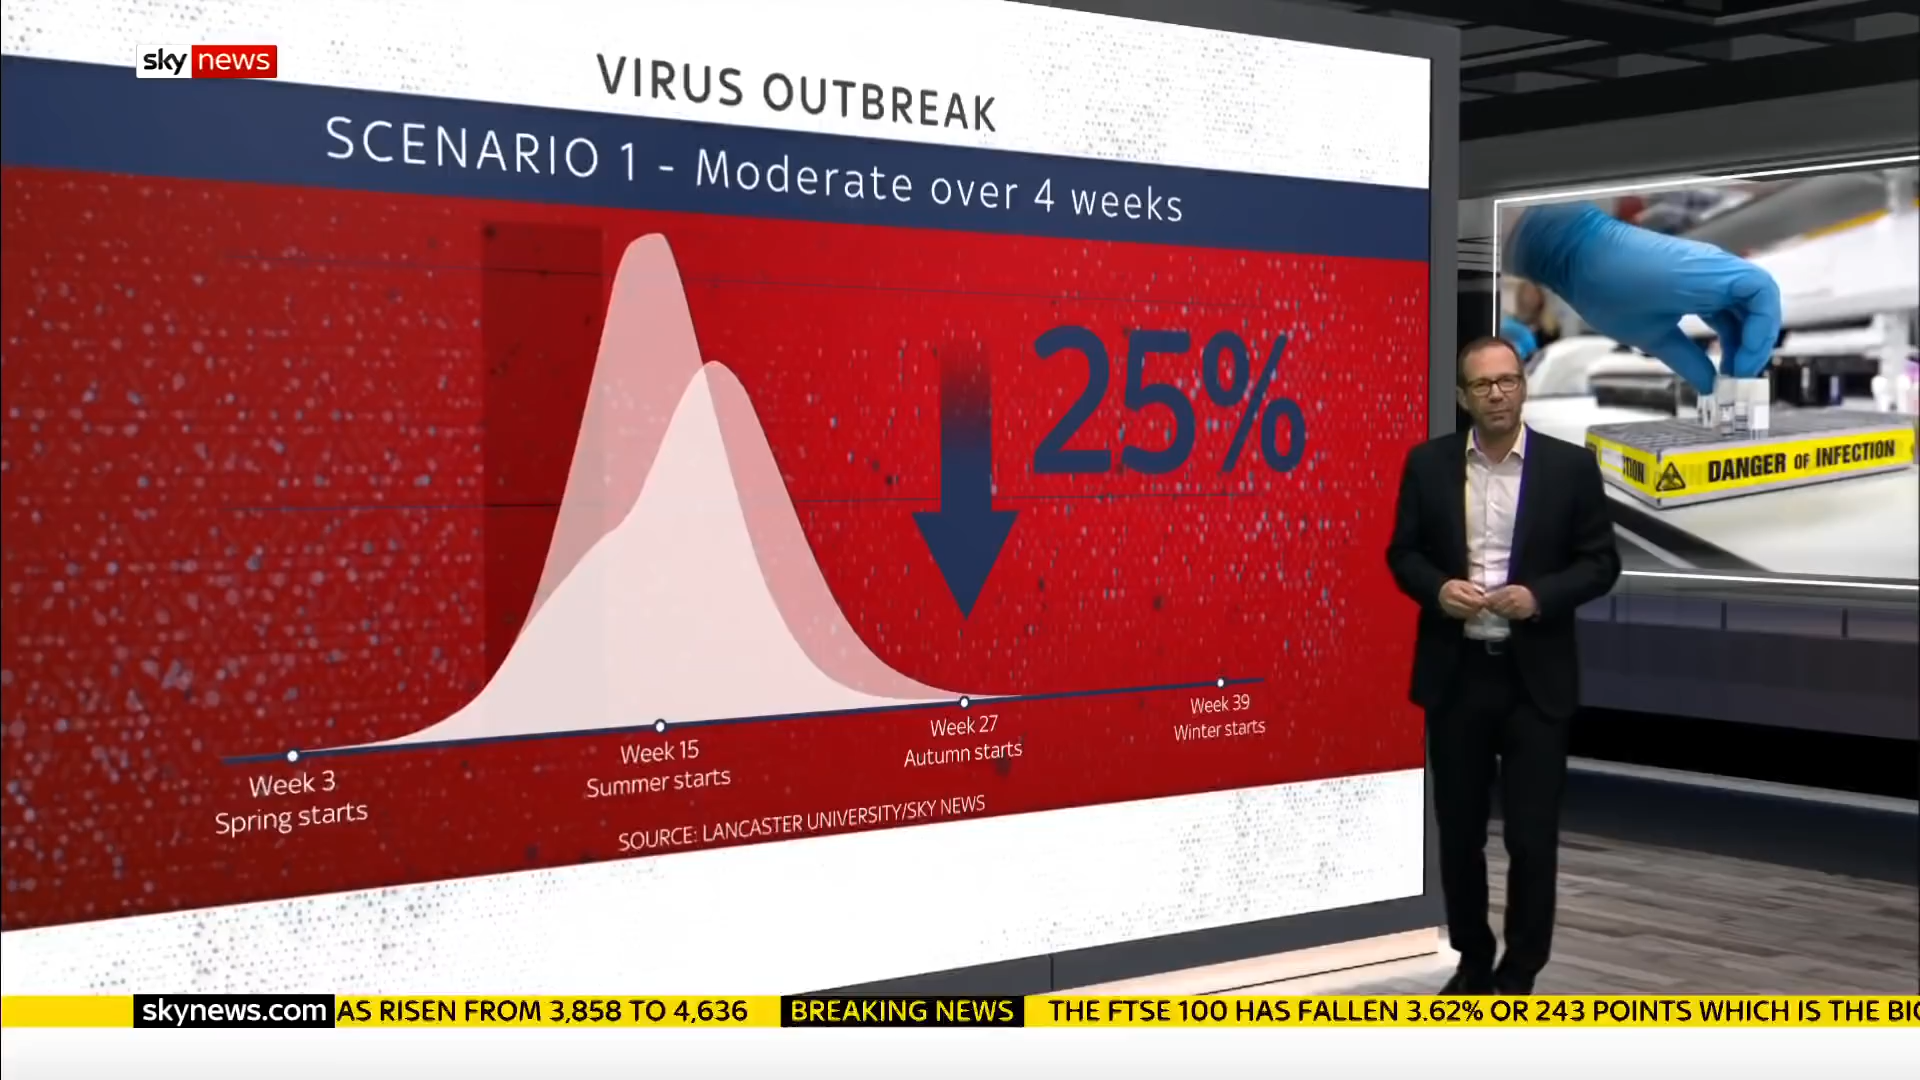 sky news
VIRUS OUTBREAK
SCENARIO 1 - Moderate over 4 weeks
25%
DANGER OF INFECTION
Week 3
Spring starts
Week 15
Summer starts
Week 27
Autumn starts
Week 39
Winter starts
SOURCE: LANCASTER UNIVERSITY/SKY NEWS
skynews.com AS RISEN FROM 3,858 TO 4,636 BREAKING NEWS THE FTSE 100 HAS FALLEN 3.62% OR 243 POINTS WHICH IS THE